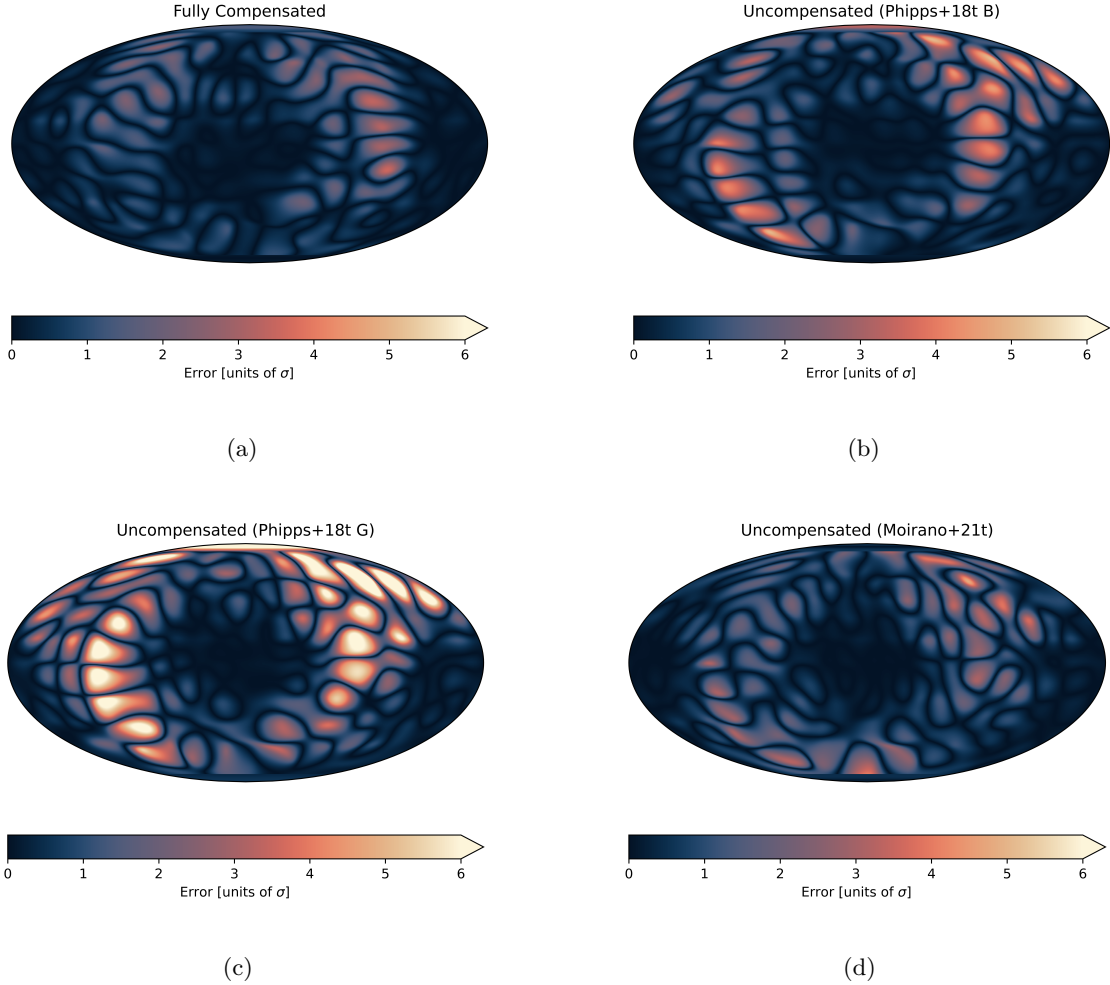 Fully Compensated
0 1 2 3 4 5 6
Error [units of σ]
(a)
Uncompensated (Phipps+18t B)
0 1 2 3 4 5 6
Error [units of σ]
(b)
Uncompensated (Phipps+18t G)
0 1 2 3 4 5 6
Error [units of σ]
(c)
Uncompensated (Moirano+21t)
0 1 2 3 4 5 6
Error [units of σ]
(d)